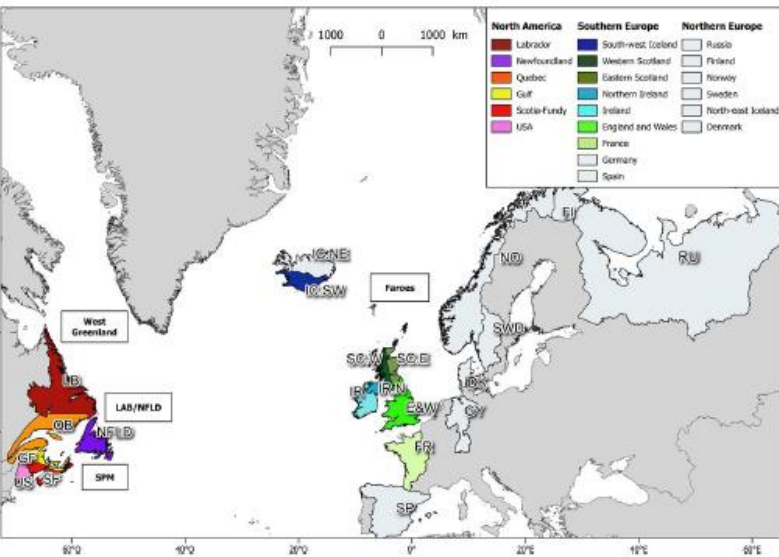 1000 0 1000 km
North America Southern Europe Northern Europe
Labrador South-west Iceland Russia
Newfoundland Western Scotland Finland
Quebec Eastern Scotland Norway
Gulf Northern Ireland Sweden
Scotia-Fundy Ireland North-east Iceland
USA England and Wales Denmark
France
Germany
Spain
FI
IC.NE
NO
RU
IC.SW
Faroes
West
Greenland
SWD
SC.W SC.E
LB
IR IR.N
DK
LAB/NFLD
E&W
GY
QB
NFLD
FR
GF
SPM
US SF
SP
40°W 20°W 0° 20°E 40°E 60°E